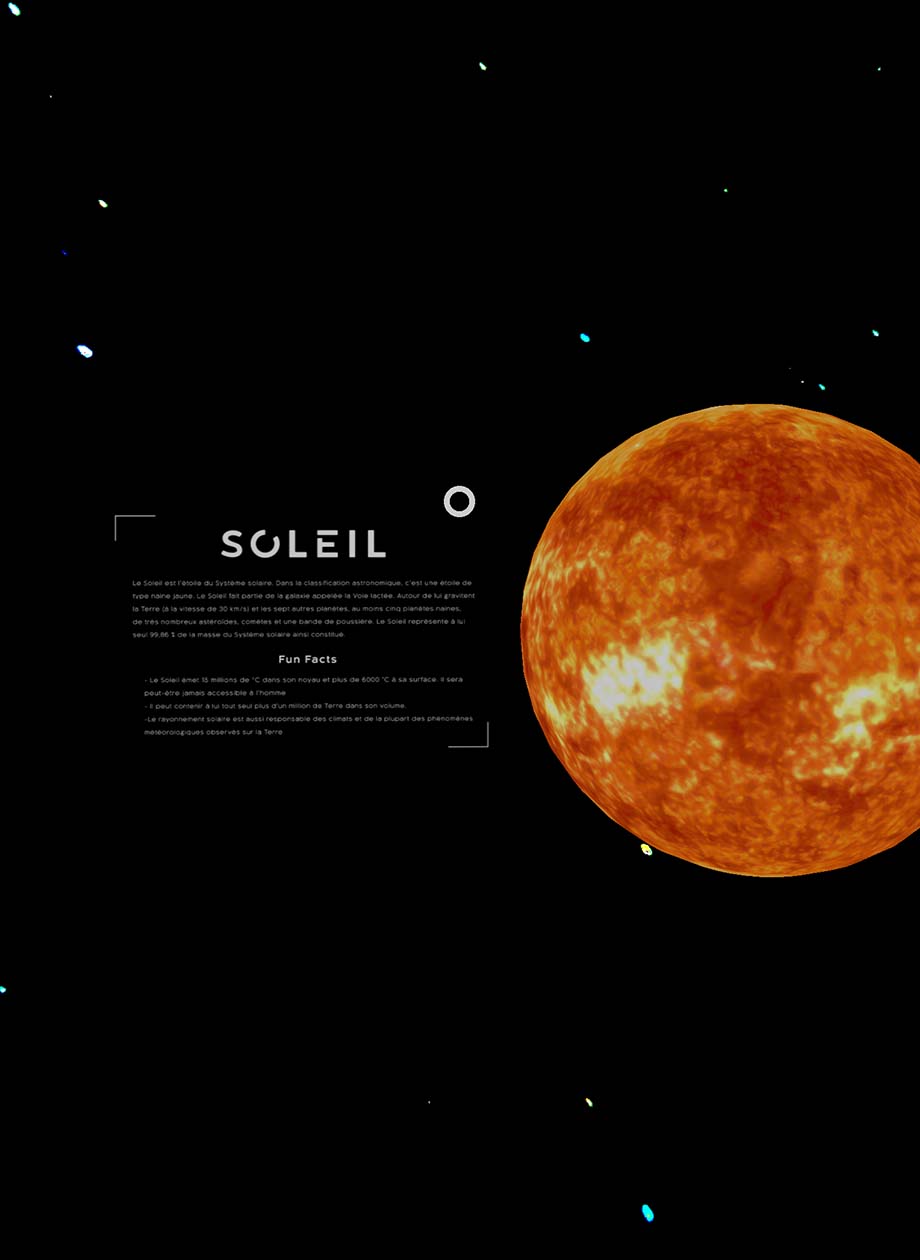 SOLEIL
Le Soleil est l'étoile du Système solaire. Dans la classification astronomique, c'est une étoile de
type naine jaune. Le Soleil fait partie de la galaxie appelée la Voie lactée. Autour de lui gravitent
la Terre (à la vitesse de 30 km/s) et les sept autres planètes, au moins cinq planètes naines,
de très nombreux astéroïdes, comètes et une bande de poussière. Le Soleil représente à lui
seul 99,86 % de la masse du Système solaire ainsi constitué.
Fun Facts
- Le Soleil émet 15 millions de °C dans son noyau et plus de 6000 °C à sa surface. Il sera
peut-être jamais accessible à l'homme
- Il peut contenir à lui tout seul plus d'un million de Terre dans son volume.
-Le rayonnement solaire est aussi responsable des climats et de la plupart des phénomènes
météorologiques observés sur la Terre